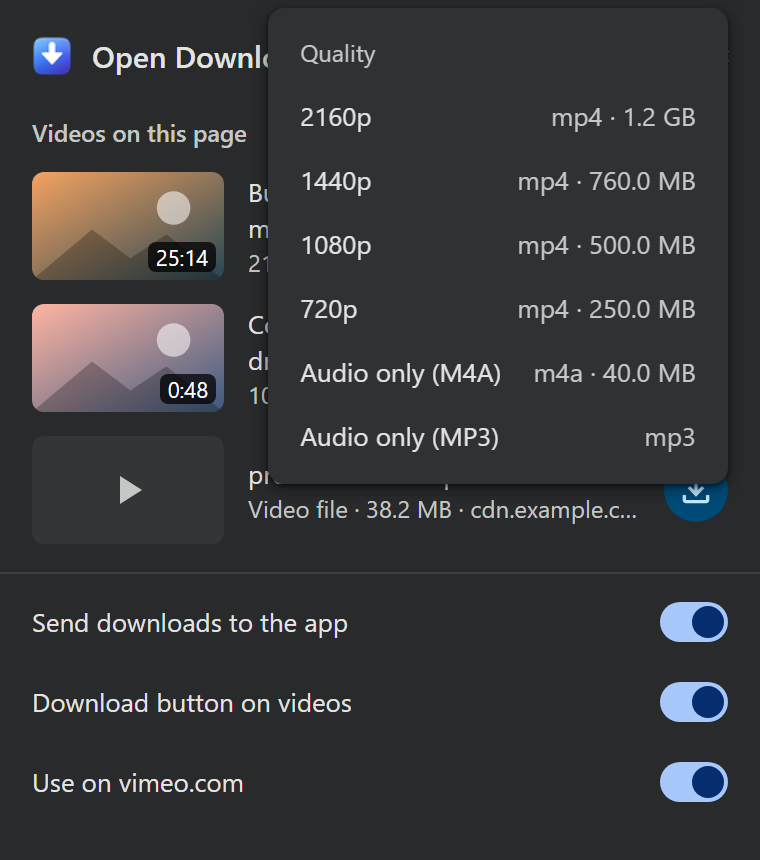 Open Downlo
Quality
2160p mp4 · 1.2 GB
1440p mp4 · 760.0 MB
1080p mp4 · 500.0 MB
720p mp4 · 250.0 MB
Audio only (M4A) m4a · 40.0 MB
Audio only (MP3) mp3
Videos on this page
25:14
0:48
Video file · 38.2 MB · cdn.example.c...
Send downloads to the app
Download button on videos
Use on vimeo.com